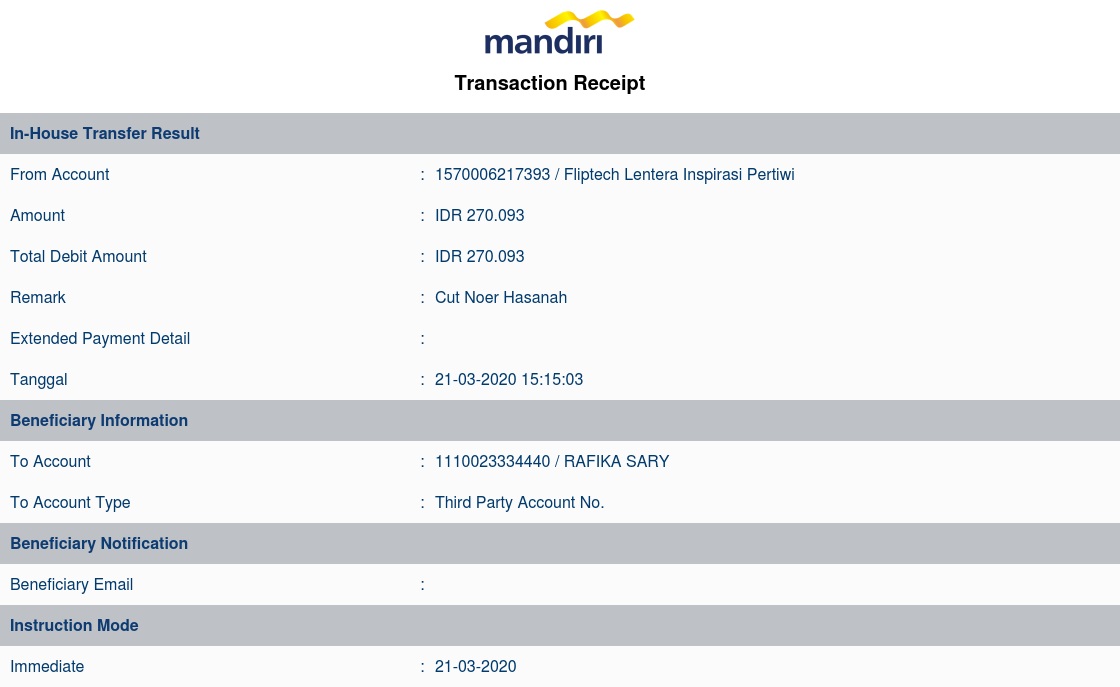 mandiri
Transaction Receipt
In-House Transfer Result
From Account : 1570006217393 / Fliptech Lentera Inspirasi Pertiwi
Amount : IDR 270.093
Total Debit Amount : IDR 270.093
Remark : Cut Noer Hasanah
Extended Payment Detail :
Tanggal : 21-03-2020 15:15:03
Beneficiary Information
To Account : 1110023334440 / RAFIKA SARY
To Account Type : Third Party Account No.
Beneficiary Notification
Beneficiary Email :
Instruction Mode
Immediate : 21-03-2020